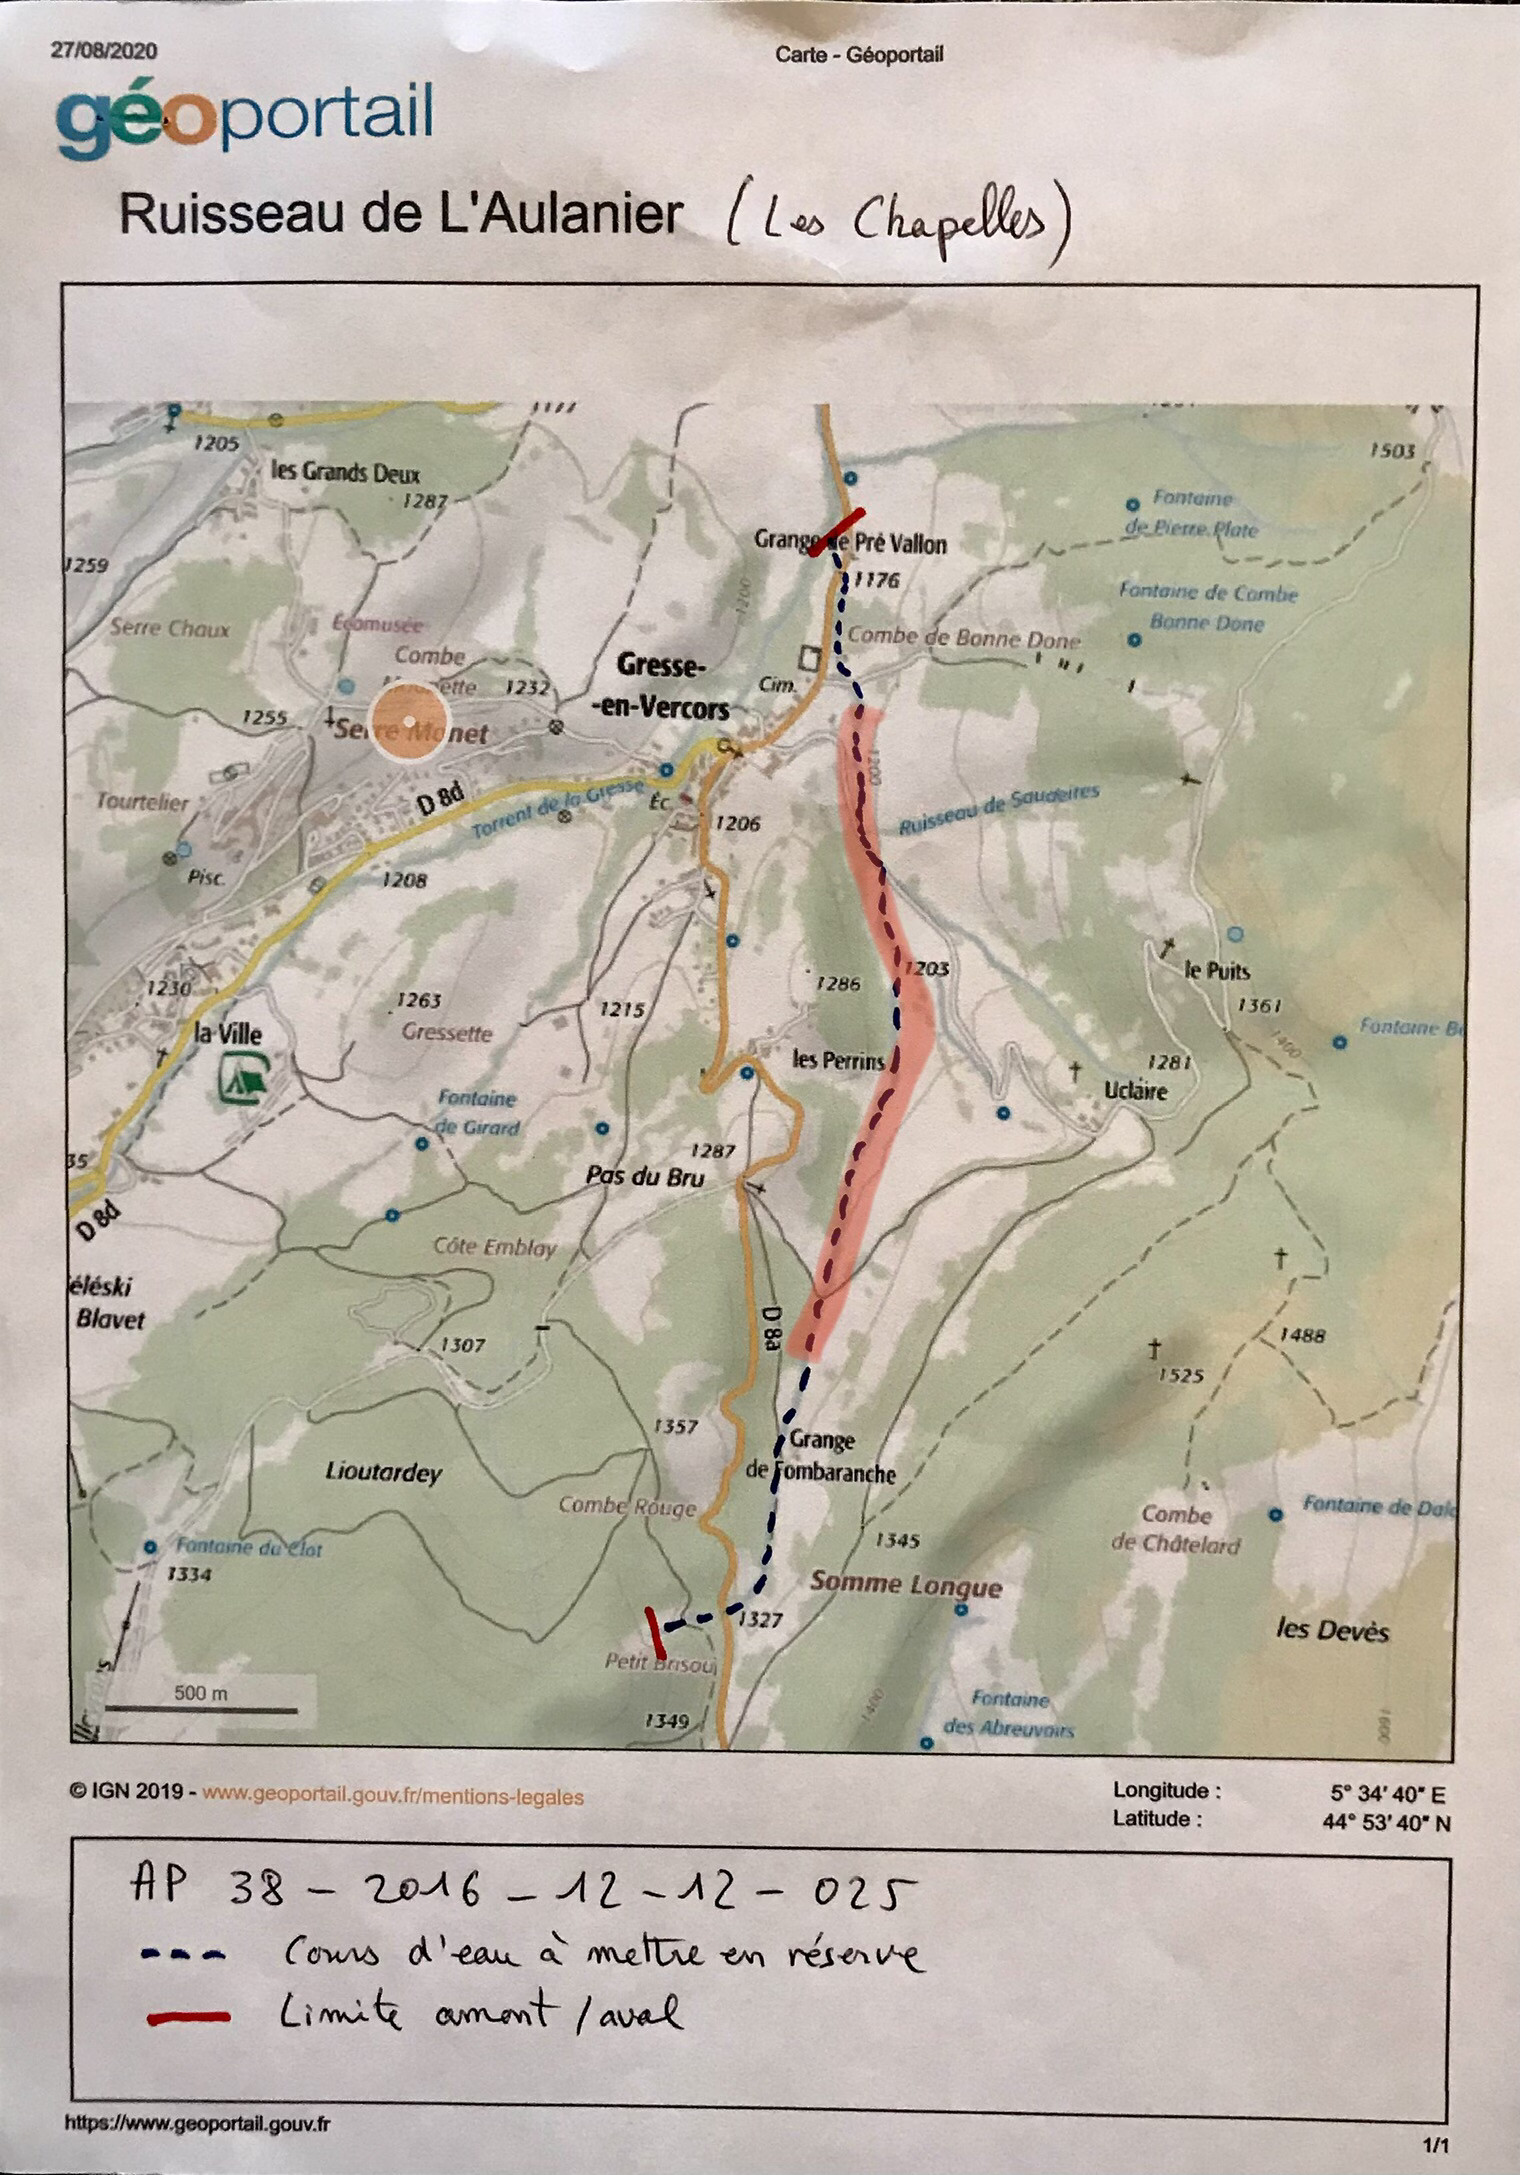 27/08/2020
Carte - Géoportail
géoportail
Ruisseau de L'Aulanier (Les Chapelles)
1205
les Grands Deux
1287
1503
Fontaine
de Pierre Plate
Grange de Pré Vallon
1259
1176
1200
Fontaine de Combe
Bonne Done
Serre Chaux
Écomusée
Combe de Bonne Done
Combe
1232
Gresse-
-en-Vercors
Cim.
1255
Serre Monet
1200
D 8d
Torrent de la Gresse
Éc.
Tourtelier
Ruisseau de Saudeires
1206
Pisc.
1208
1203
le Puits
1286
1230
1263
Gressette
1215
1361
la Ville
Fontaine
1400
les Perrins
1281
Uclaire
Fontaine
de Girard
1287
35
Pas du Bru
D 8d
Côte Emblay
éléski
Blavet
D 8a
1307
1488
1525
1357
Grange
de Fombaranche
Lioutardey
Combe Rouge
Combe
de Châtelard
Fontaine de
Fontaine du Clot
1345
1334
Somme Longue
1327
les Devès
Petit Brisou
500 m
1349
1400
Fontaine
des Abreuvoirs
1600
© IGN 2019 - www.geoportail.gouv.fr/mentions-legales
Longitude : 5° 34′ 40″ E
Latitude : 44° 53′ 40″ N
AP 38 - 2016 - 12 - 12 - 025
Cours d'eau à mettre en réserve
Limite amont / aval
https://www.geoportail.gouv.fr
1/1